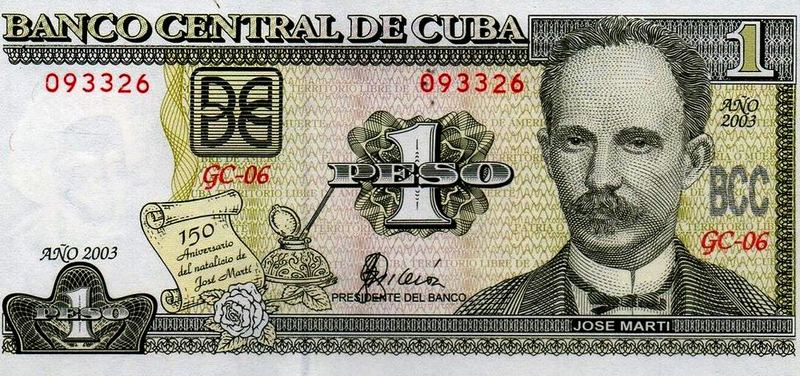 BANCO CENTRAL DE CUBA
1
093326
093326
AÑO
2003
GC-06
1
PESO
BCC
GC-06
150
Aniversario
del natalicio de
José Martí
AÑO 2003
1
PESO
PRESIDENTE DEL BANCO
JOSE MARTI